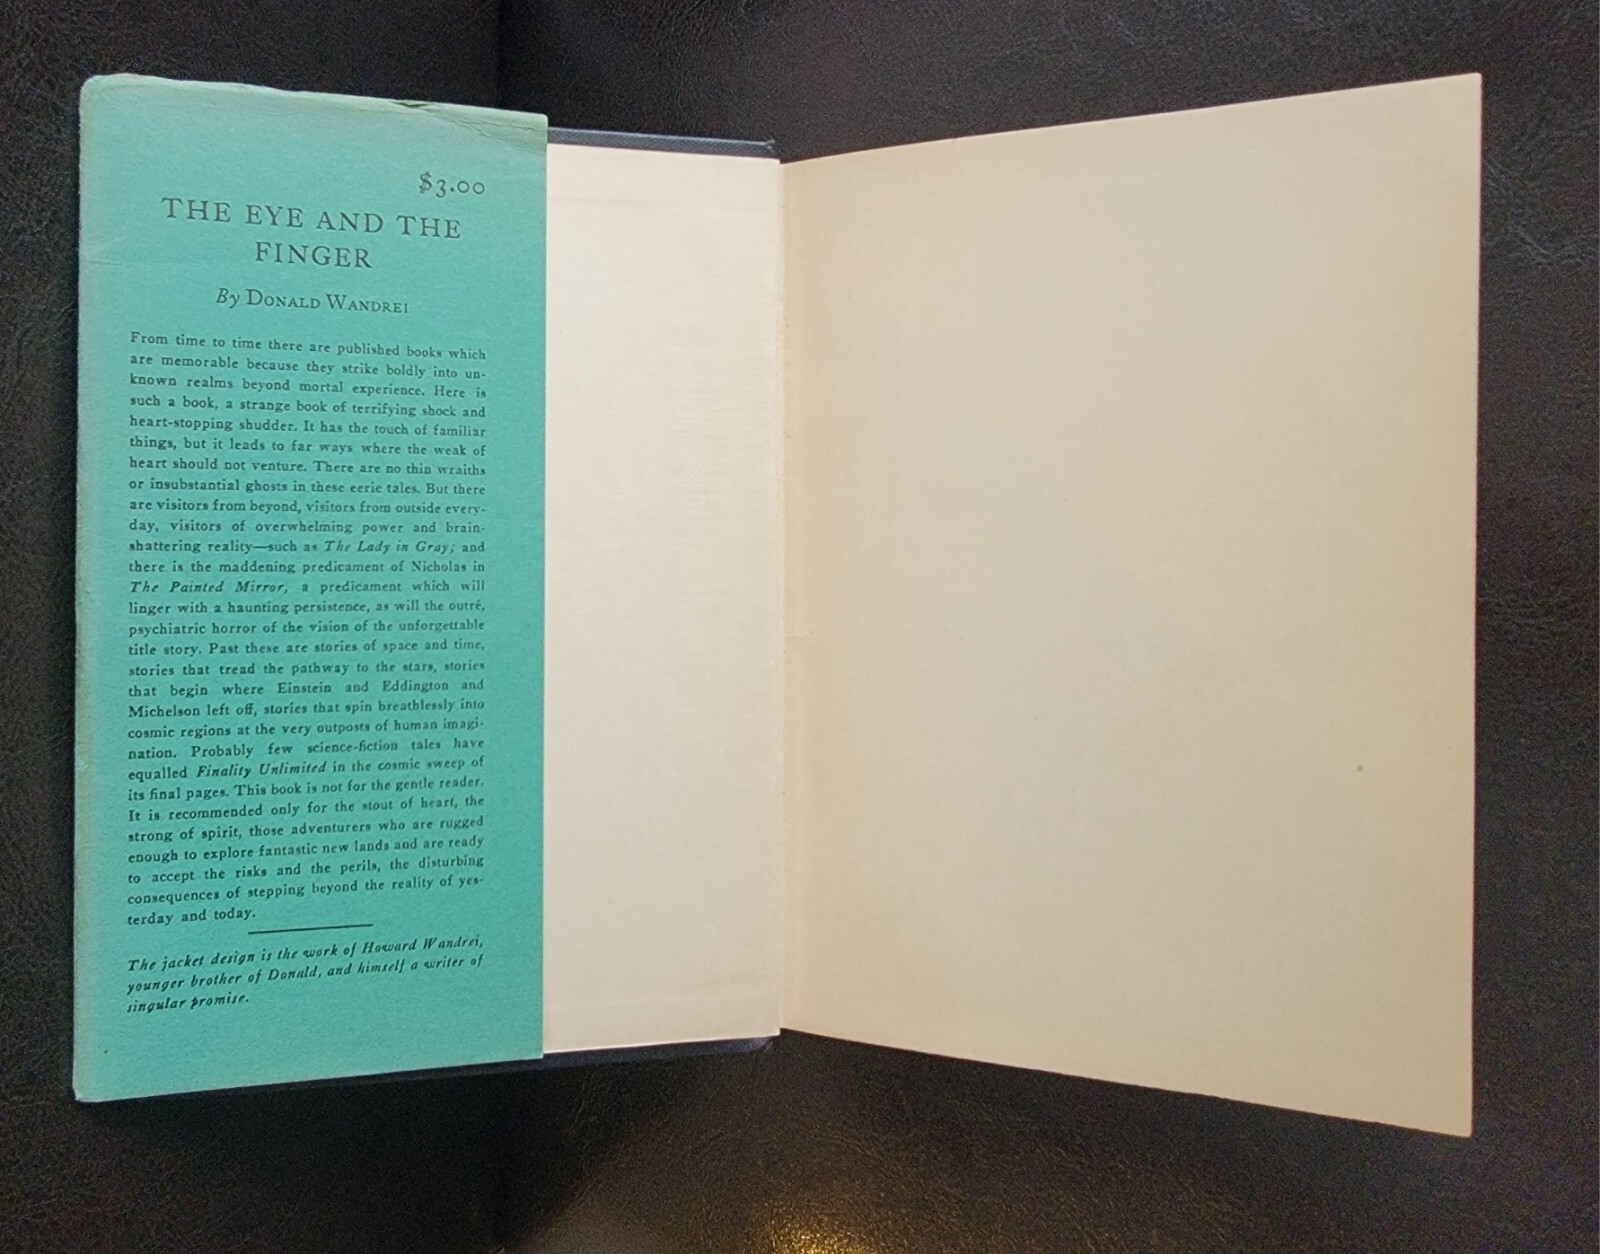 $3.00
THE EYE AND THE
FINGER
By DONALD WANDREI
From time to time there are published books which
are memorable because they strike boldly into un-
known realms beyond mortal experience. Here is
such a book, a strange book of terrifying shock and
heart-stopping shudder. It has the touch of familiar
things, but it leads to far ways where the weak of
heart should not venture. There are no thin wraiths
or insubstantial ghosts in these eerie tales. But there
are visitors from beyond, visitors from outside every-
day, visitors of overwhelming power and brain-
shattering reality—such as The Lady in Gray; and
there is the maddening predicament of Nicholas in
The Painted Mirror, a predicament which will
linger with a haunting persistence, as will the outré,
psychiatric horror of the vision of the unforgettable
title story. Past these are stories of space and time,
stories that tread the pathway to the stars, stories
that begin where Einstein and Eddington and
Michelson left off, stories that spin breathlessly into
cosmic regions at the very outposts of human imagi-
nation. Probably few science-fiction tales have
equalled Finality Unlimited in the cosmic sweep of
its final pages. This book is not for the gentle reader.
It is recommended only for the stout of heart, the
strong of spirit, those adventurers who are rugged
enough to explore fantastic new lands and are ready
to accept the risks and the perils, the disturbing
consequences of stepping beyond the reality of yes-
terday and today.
The jacket design is the work of Howard Wandrei,
younger brother of Donald, and himself a writer of
singular promise.